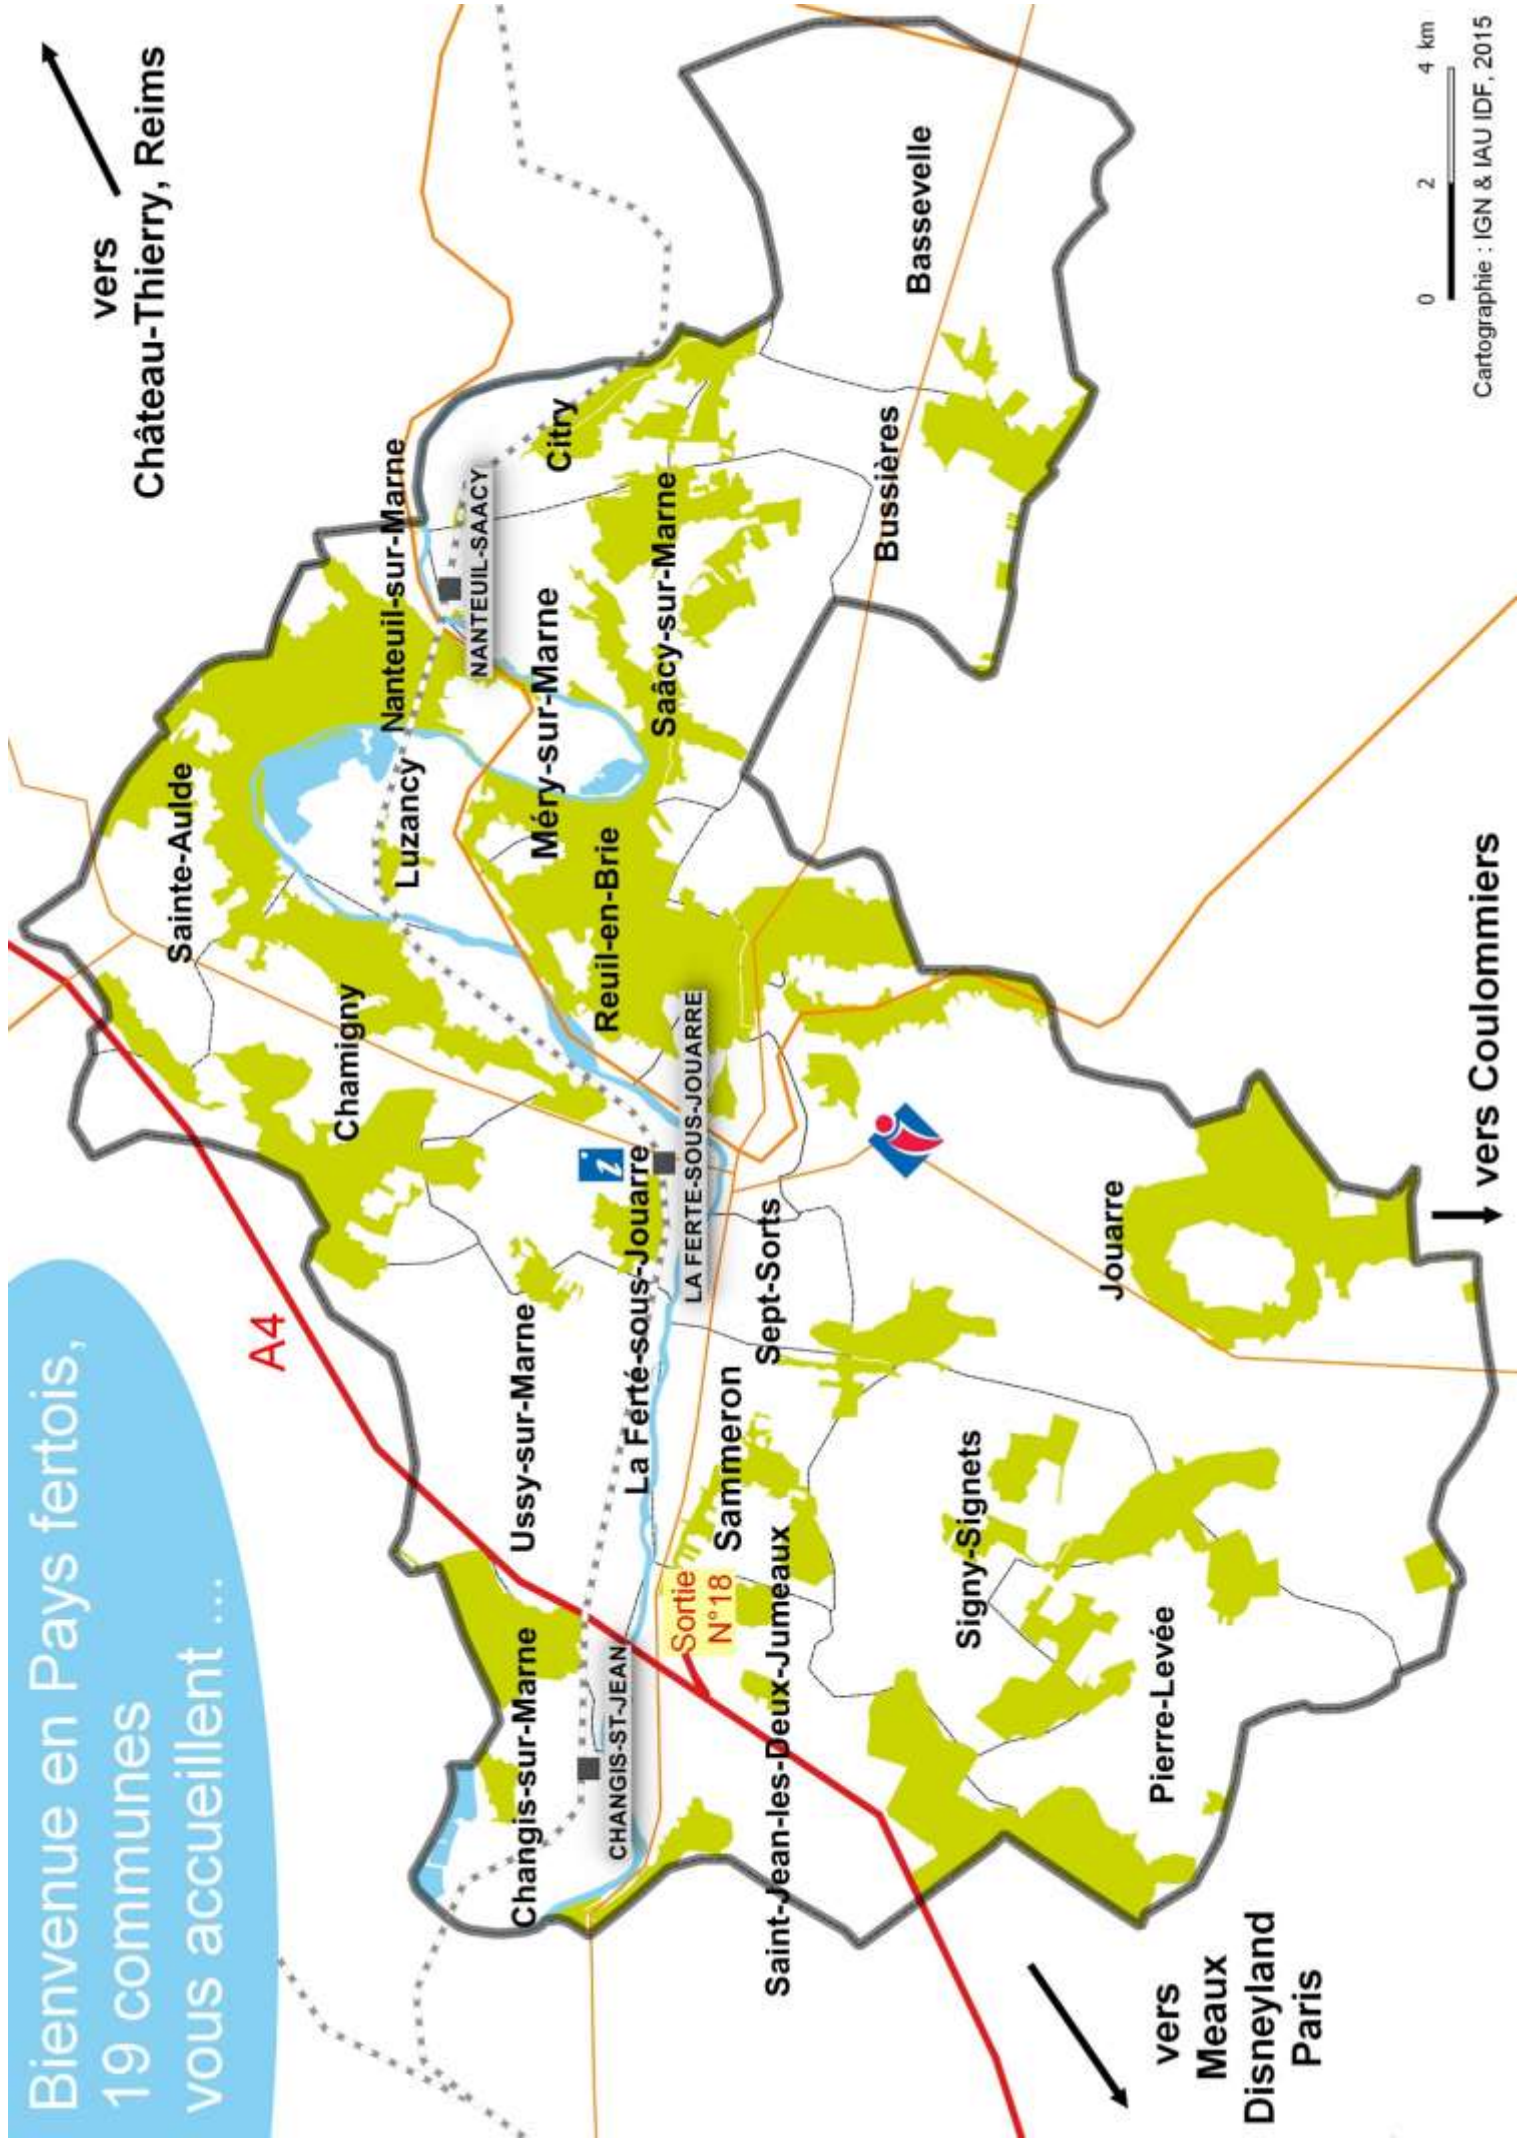 Bienvenue en Pays fertois,
19 communes
vous accueillent ...
vers
Château-Thierry, Reims
A4
Sainte-Aulde
Chamigny
Nanteuil-sur-Marne
Luzancy
NANTEUIL-SAACY
Citry
Méry-sur-Marne
Reuil-en-Brie
Saâcy-sur-Marne
Ussy-sur-Marne
Changis-sur-Marne
CHANGIS-ST-JEAN
La Ferté-sous-Jouarre
i
LA FERTE-SOUS-JOUARRE
Sortie
N°18
Sammeron
Sept-Sorts
Saint-Jean-les-Deux-Jumeaux
Bussières
Bassevelle
Signy-Signets
Jouarre
Pierre-Levée
vers
Meaux
Disneyland
Paris
vers Coulommiers
0 2 4 km
Cartographie : IGN & IAU IDF, 2015